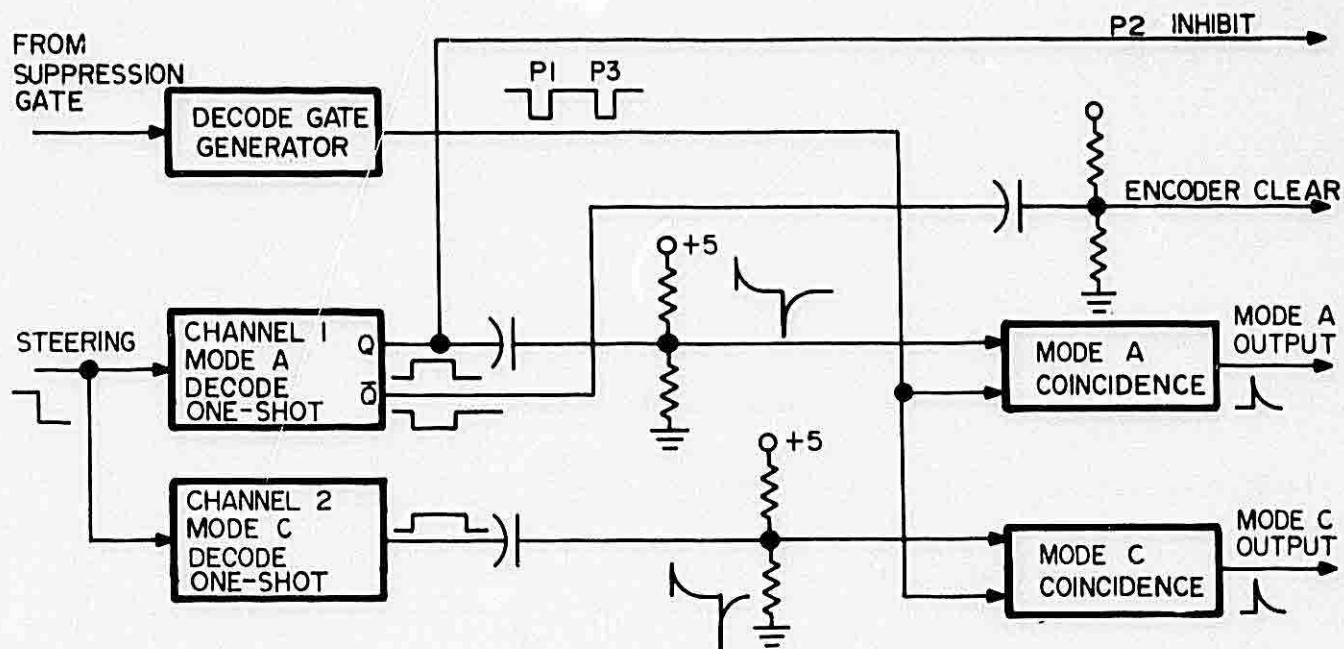 FROM
SUPPRESSION
GATE
DECODE GATE
GENERATOR
P1 P3
P2 INHIBIT
ENCODER CLEAR
+5
STEERING
CHANNEL 1
MODE A
DECODE
ONE-SHOT
Q
Q̅
MODE A
COINCIDENCE
MODE A
OUTPUT
+5
CHANNEL 2
MODE C
DECODE
ONE-SHOT
MODE C
COINCIDENCE
MODE C
OUTPUT